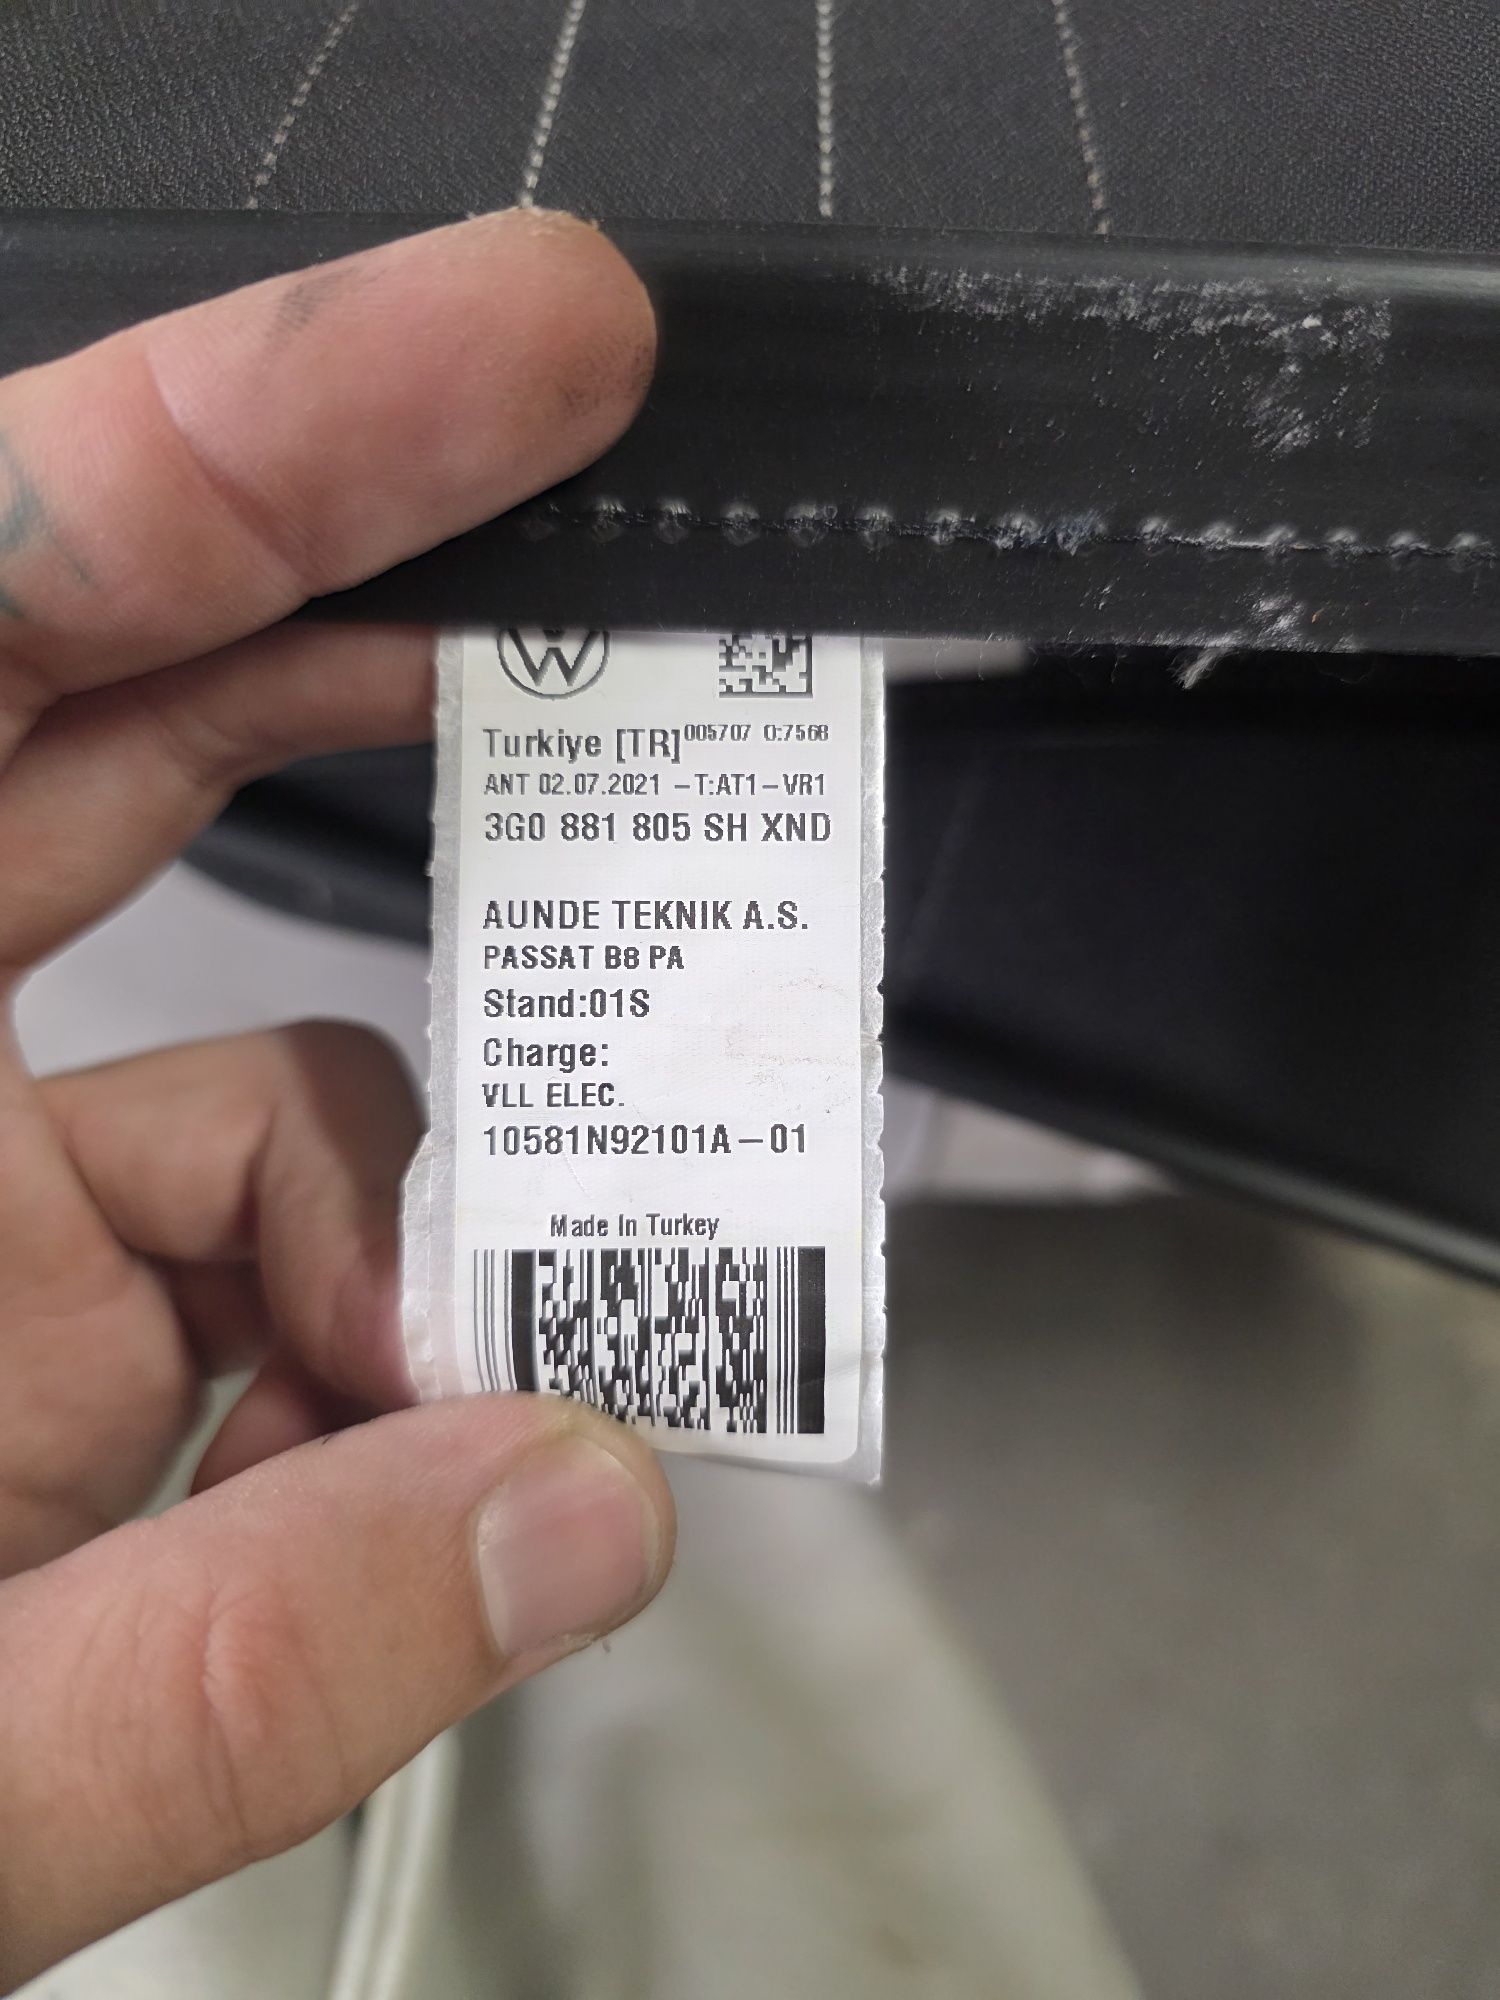 Turkiye [TR] 005707 0:7568
ANT 02.07.2021 -T:AT1-VR1
3G0 881 805 SH XND
AUNDE TEKNIK A.S.
PASSAT B8 PA
Stand:01S
Charge:
VLL ELEC.
10581N92101A-01
Made In Turkey